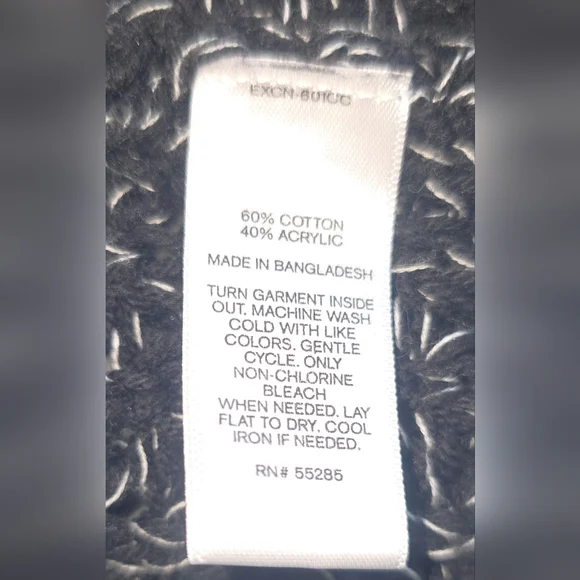 60% COTTON
40% ACRYLIC
MADE IN BANGLADESH
TURN GARMENT INSIDE
OUT. MACHINE WASH
COLD WITH LIKE
COLORS. GENTLE
CYCLE. ONLY
NON-CHLORINE
BLEACH
WHEN NEEDED. LAY
FLAT TO DRY. COOL
IRON IF NEEDED.
RN# 55285